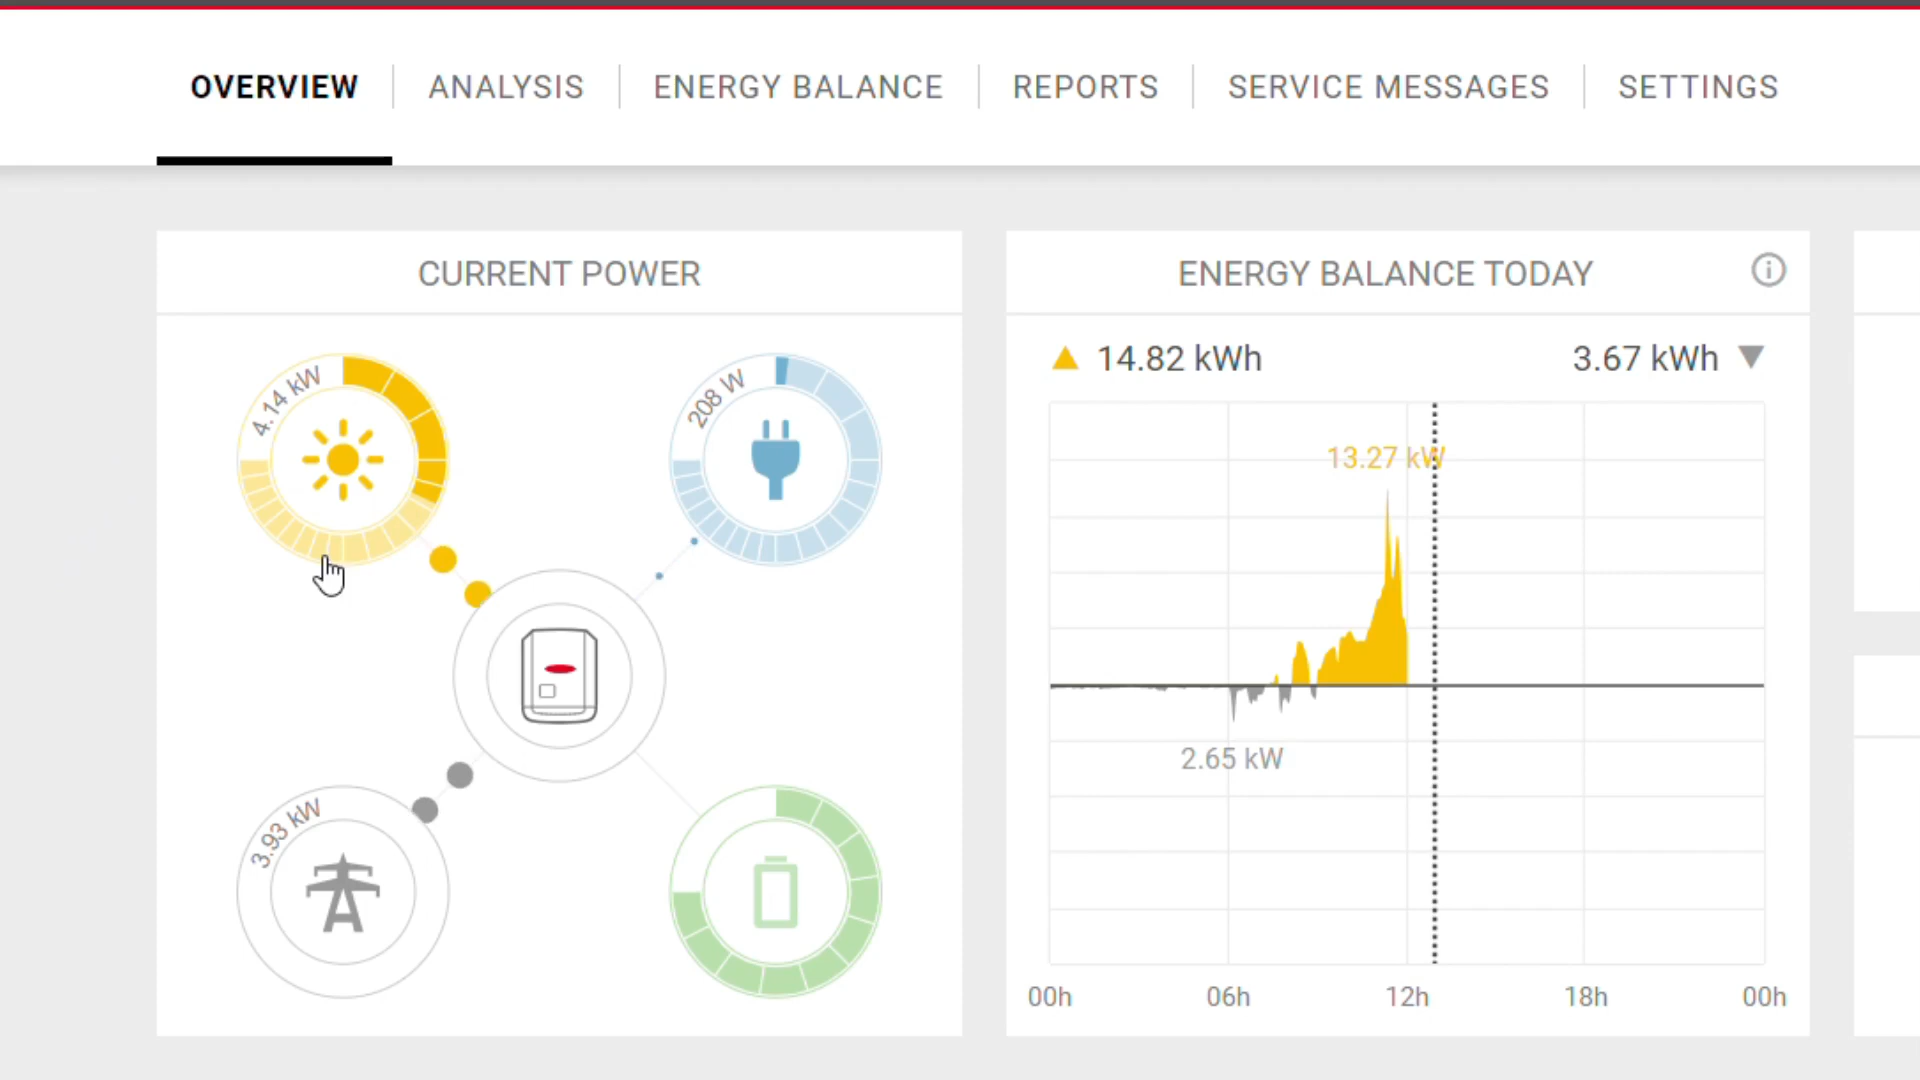 OVERVIEW ANALYSIS ENERGY BALANCE REPORTS SERVICE MESSAGES SETTINGS
CURRENT POWER
4.14 kW
208 W
3.93 kW
ENERGY BALANCE TODAY
14.82 kWh 3.67 kWh
13.27 kW
2.65 kW
00h 06h 12h 18h 00h